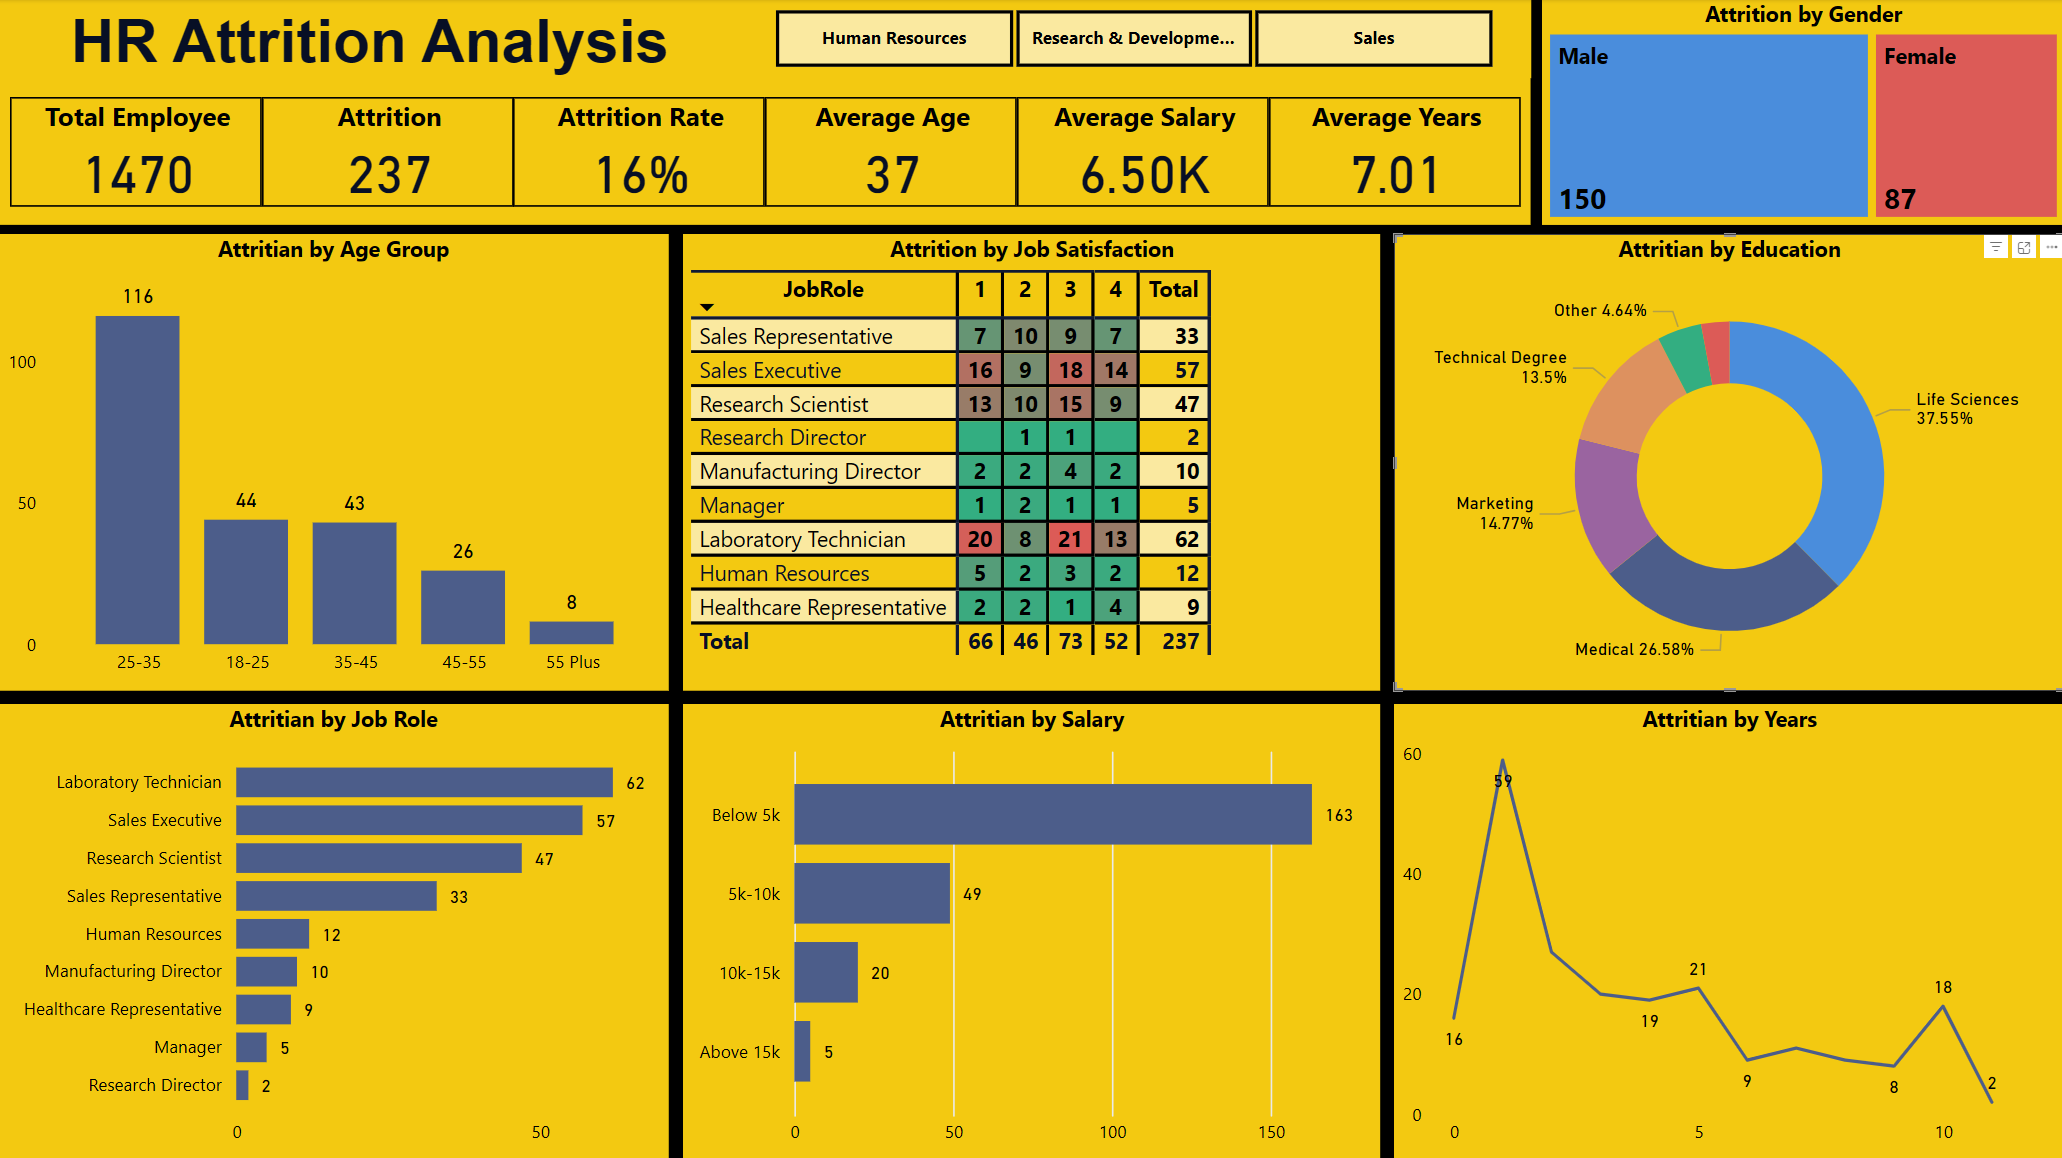 HR Attrition Analysis
Human Resources
Research & Developme...
Sales
Total Employee
1470
Attrition
237
Attrition Rate
16%
Average Age
37
Average Salary
6.50K
Average Years
7.01
Attrition by Gender
Male
150
Female
87
Attritian by Age Group
116
44
43
26
8
100
50
0
25-35
18-25
35-45
45-55
55 Plus
Attrition by Job Satisfaction
JobRole 1 2 3 4 Total
Sales Representative 7 10 9 7 33
Sales Executive 16 9 18 14 57
Research Scientist 13 10 15 9 47
Research Director 1 1 2
Manufacturing Director 2 2 4 2 10
Manager 1 2 1 1 5
Laboratory Technician 20 8 21 13 62
Human Resources 5 2 3 2 12
Healthcare Representative 2 2 1 4 9
Total 66 46 73 52 237
Attritian by Education
Other 4.64%
Technical Degree
13.5%
Marketing
14.77%
Medical 26.58%
Life Sciences
37.55%
Attritian by Job Role
Laboratory Technician 62
Sales Executive 57
Research Scientist 47
Sales Representative 33
Human Resources 12
Manufacturing Director 10
Healthcare Representative 9
Manager 5
Research Director 2
0 50
Attritian by Salary
Below 5k 163
5k-10k 49
10k-15k 20
Above 15k 5
0 50 100 150
Attritian by Years
60
40
20
0
59
16
19
21
9
8
18
2
0 5 10